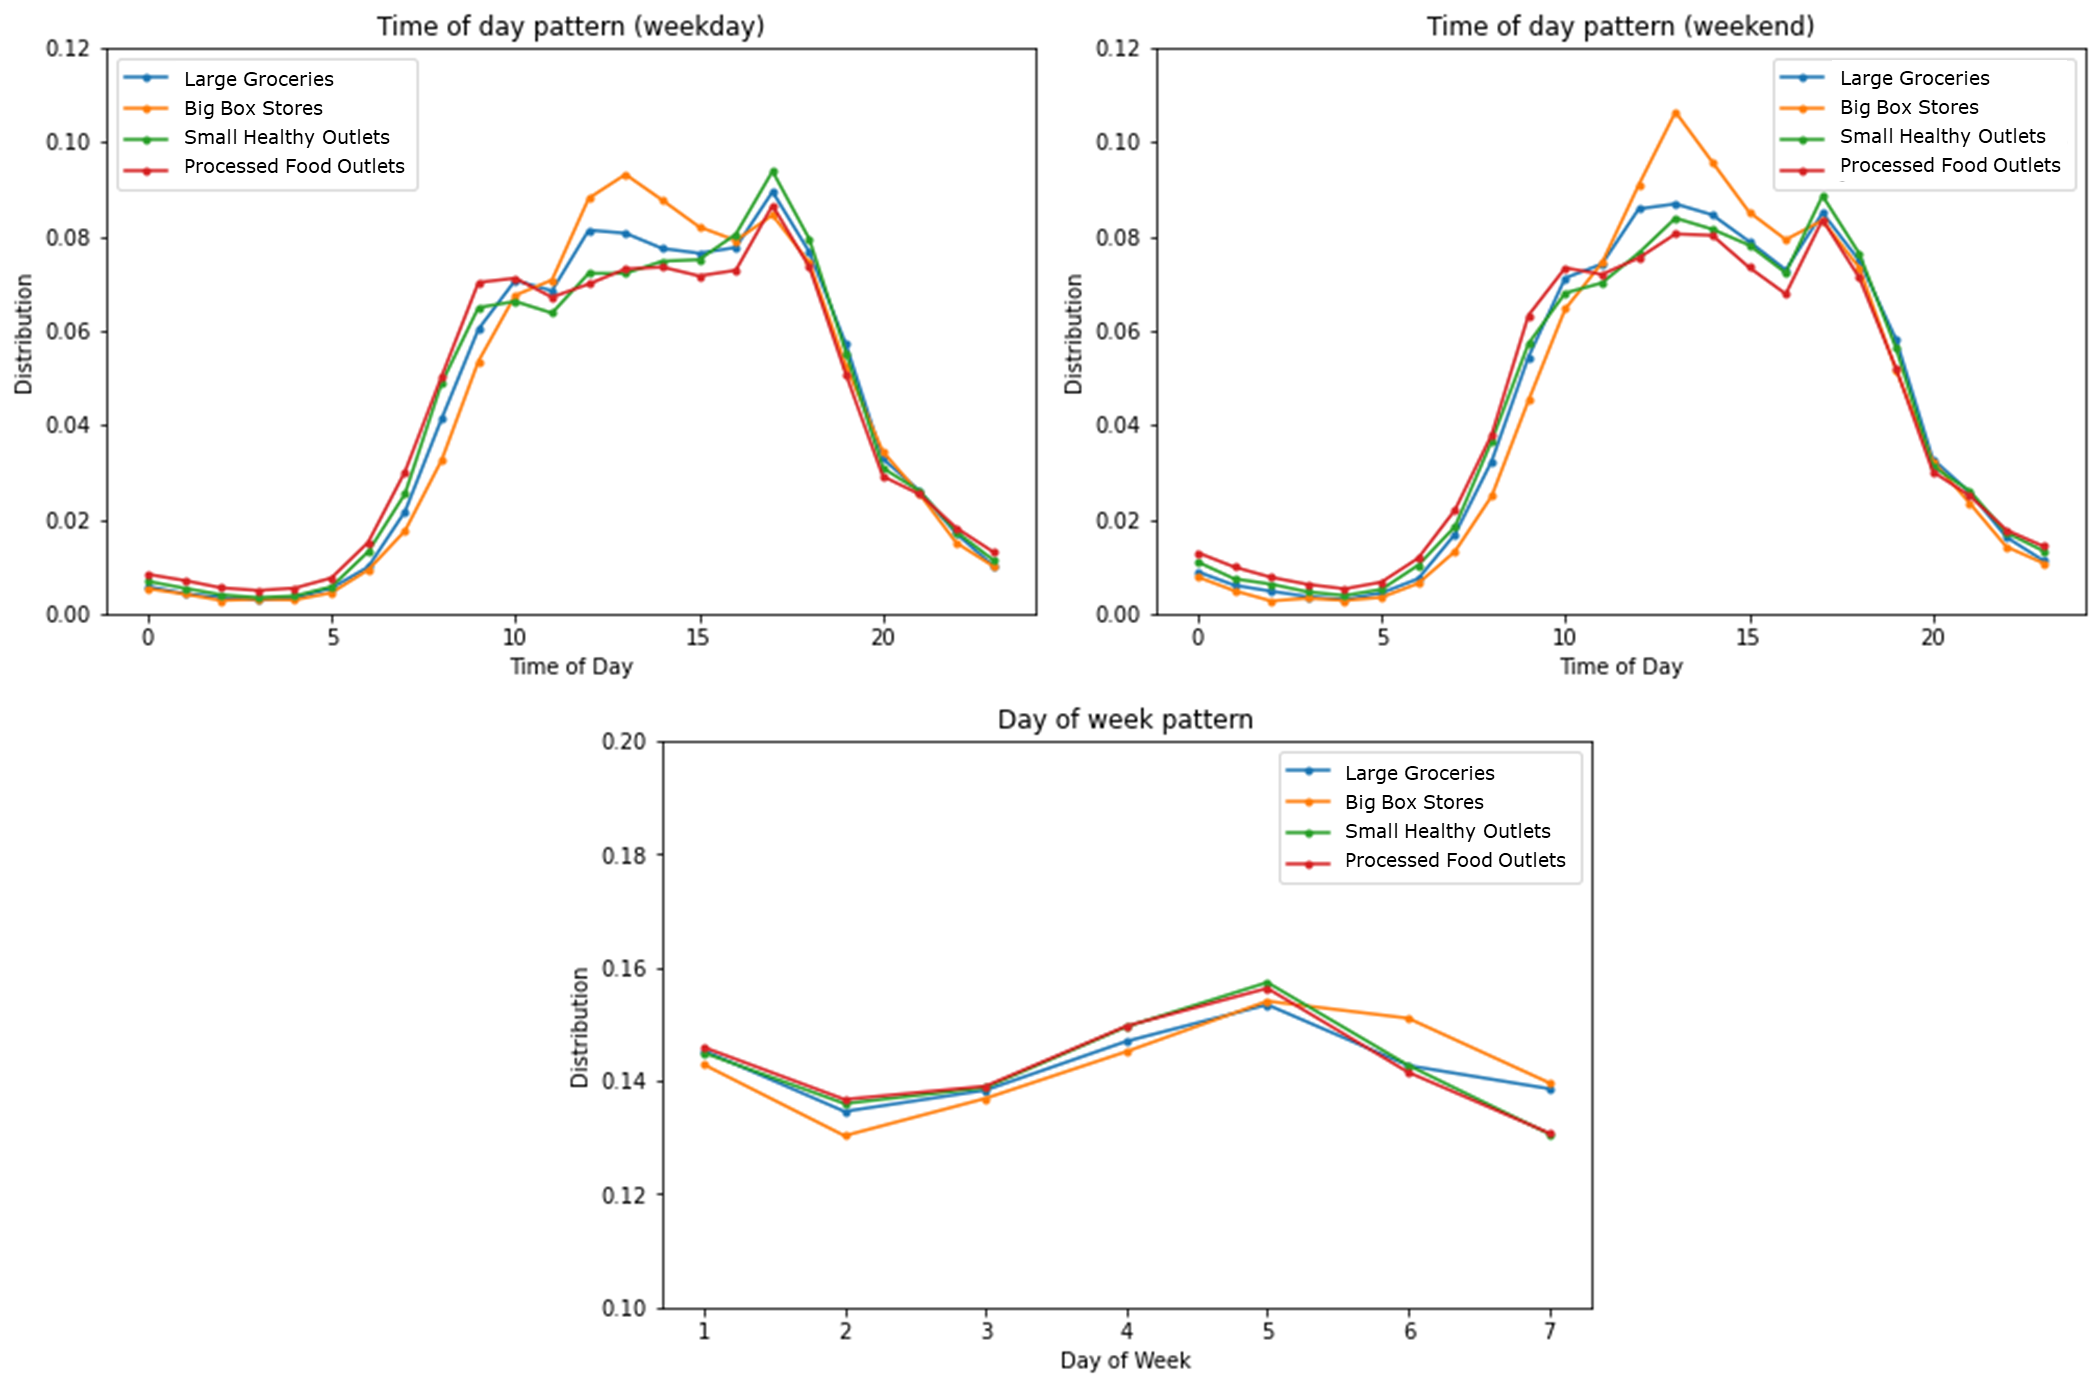 Time of day pattern (weekday)
0.12
0.10
0.08
0.06
0.04
0.02
0.00
Distribution
Large Groceries
Big Box Stores
Small Healthy Outlets
Processed Food Outlets
0 5 10 15 20
Time of Day
Time of day pattern (weekend)
0.12
0.10
0.08
0.06
0.04
0.02
0.00
Distribution
Large Groceries
Big Box Stores
Small Healthy Outlets
Processed Food Outlets
0 5 10 15 20
Time of Day
Day of week pattern
0.20
0.18
0.16
0.14
0.12
0.10
Distribution
Large Groceries
Big Box Stores
Small Healthy Outlets
Processed Food Outlets
1 2 3 4 5 6 7
Day of Week